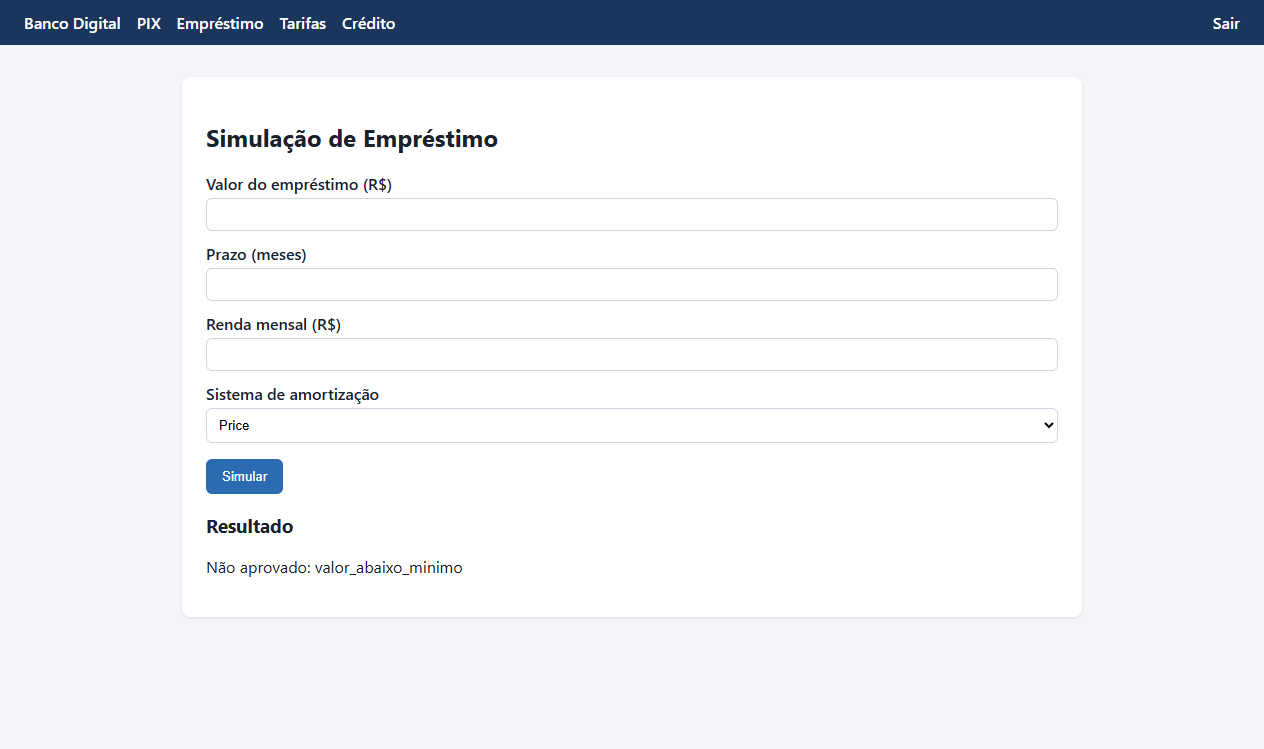 Banco Digital PIX Empréstimo Tarifas Crédito Sair
Simulação de Empréstimo
Valor do empréstimo (R$)
Prazo (meses)
Renda mensal (R$)
Sistema de amortização
Price
Simular
Resultado
Não aprovado: valor_abaixo_minimo